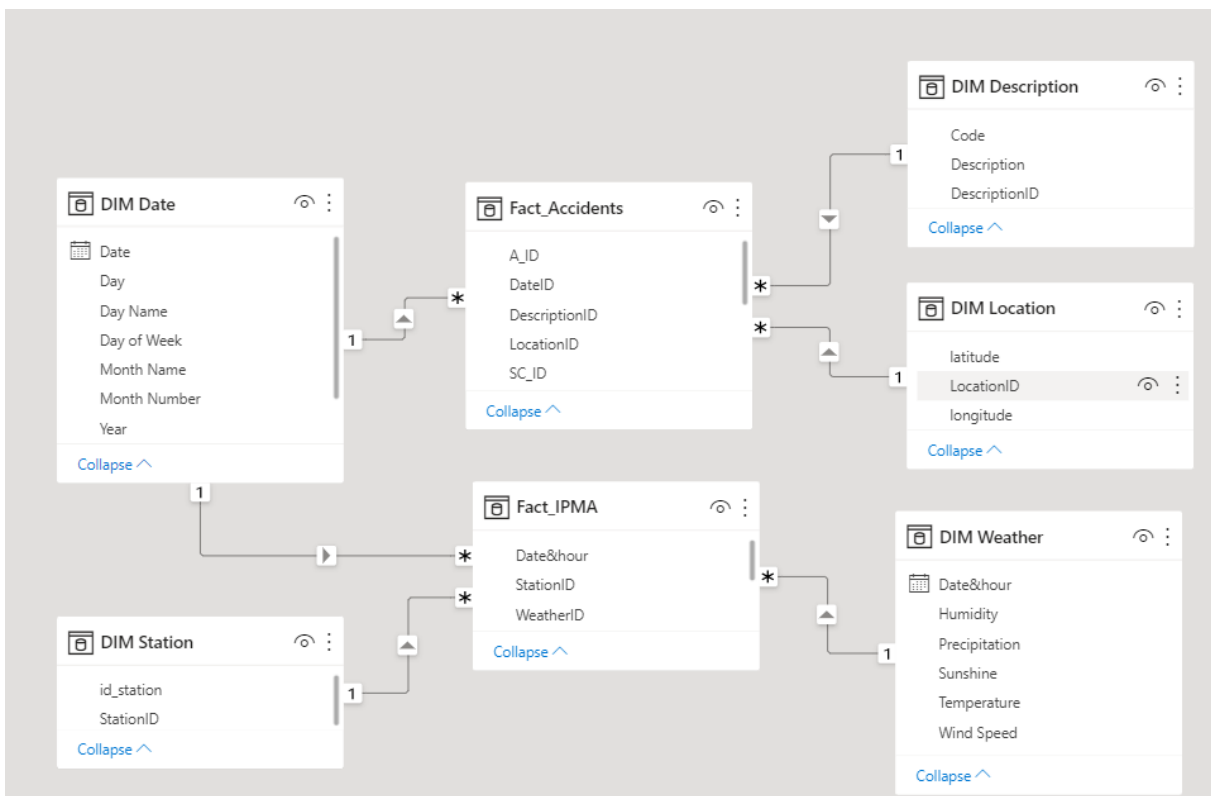 DIM Date
Date
Day
Day Name
Day of Week
Month Name
Month Number
Year
Collapse
1
1
Fact_Accidents
A_ID
DateID
DescriptionID
LocationID
SC_ID
Collapse
*
*
*
DIM Description
Code
Description
DescriptionID
Collapse
1
DIM Location
latitude
LocationID
longitude
Collapse
1
Fact_IPMA
Date&hour
StationID
WeatherID
Collapse
*
*
*
DIM Station
id_station
StationID
Collapse
1
DIM Weather
Date&hour
Humidity
Precipitation
Sunshine
Temperature
Wind Speed
Collapse
1